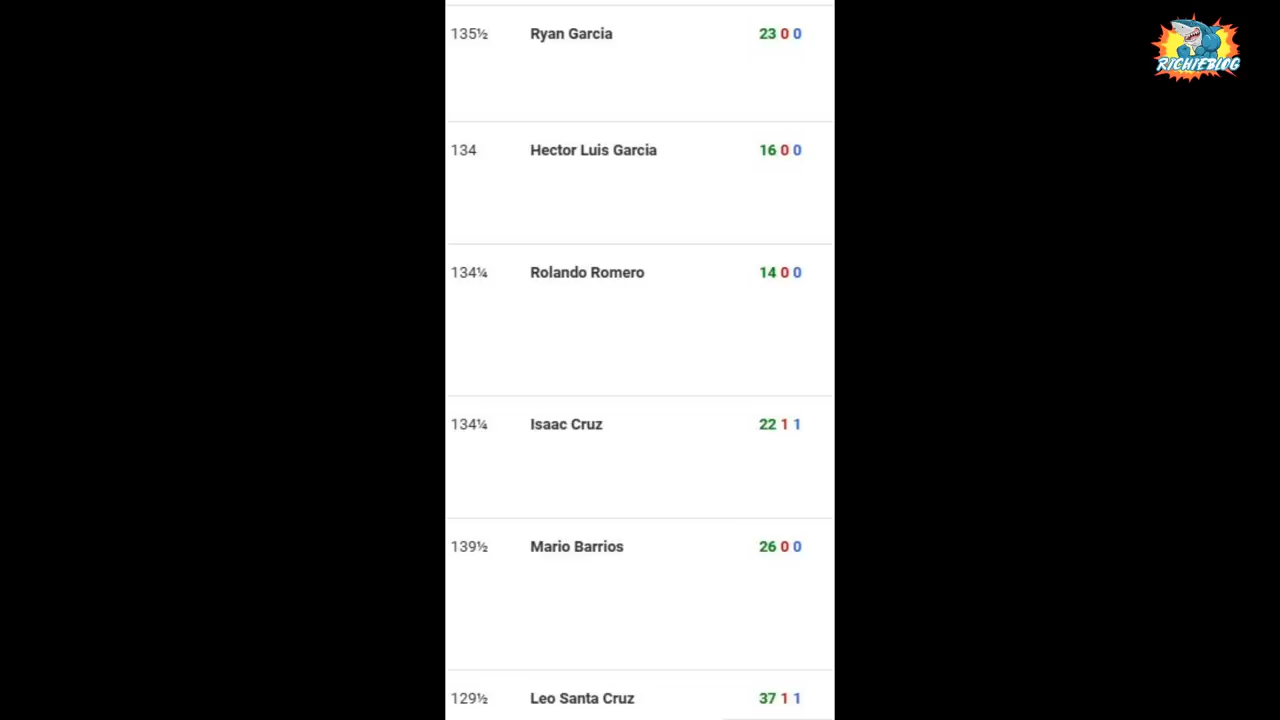 RICHIEBLOG
135½ Ryan Garcia 23 0 0
134 Hector Luis Garcia 16 0 0
134¼ Rolando Romero 14 0 0
134¼ Isaac Cruz 22 1 1
139½ Mario Barrios 26 0 0
129½ Leo Santa Cruz 37 1 1